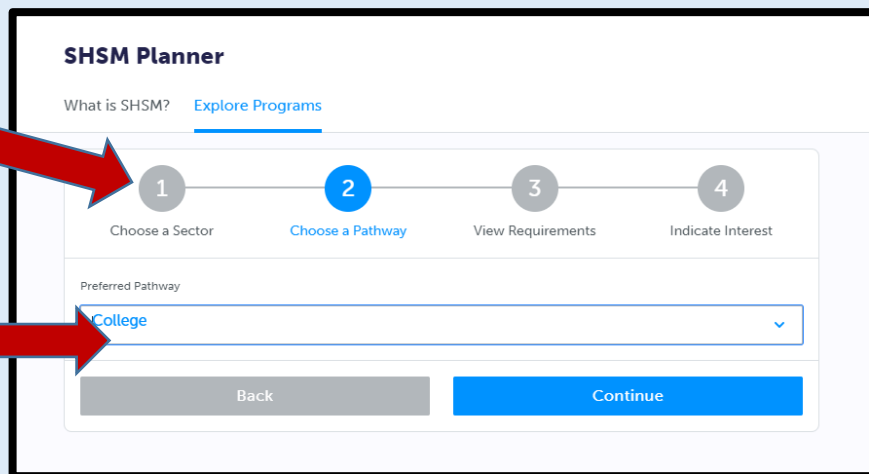 SHSM Planner
What is SHSM? Explore Programs
1 2 3 4
Choose a Sector Choose a Pathway View Requirements Indicate Interest
Preferred Pathway
College
Back Continue